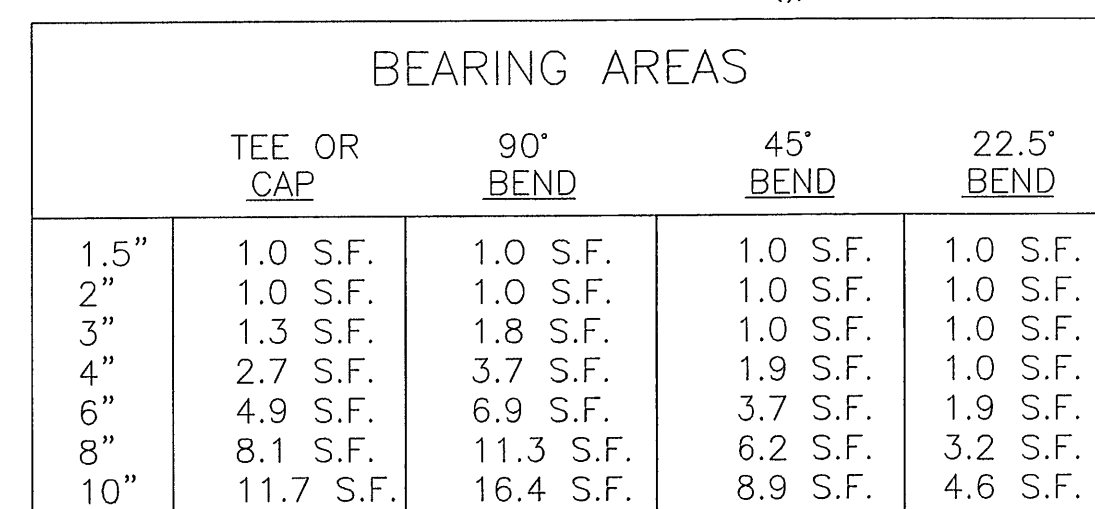 BEARING AREAS
TEE OR 90° 45° 22.5°
CAP BEND BEND BEND
1.5” 1.0 S.F. 1.0 S.F. 1.0 S.F. 1.0 S.F.
2” 1.0 S.F. 1.0 S.F. 1.0 S.F. 1.0 S.F.
3” 1.3 S.F. 1.8 S.F. 1.0 S.F. 1.0 S.F.
4” 2.7 S.F. 3.7 S.F. 1.9 S.F. 1.0 S.F.
6” 4.9 S.F. 6.9 S.F. 3.7 S.F. 1.9 S.F.
8” 8.1 S.F. 11.3 S.F. 6.2 S.F. 3.2 S.F.
10” 11.7 S.F. 16.4 S.F. 8.9 S.F. 4.6 S.F.